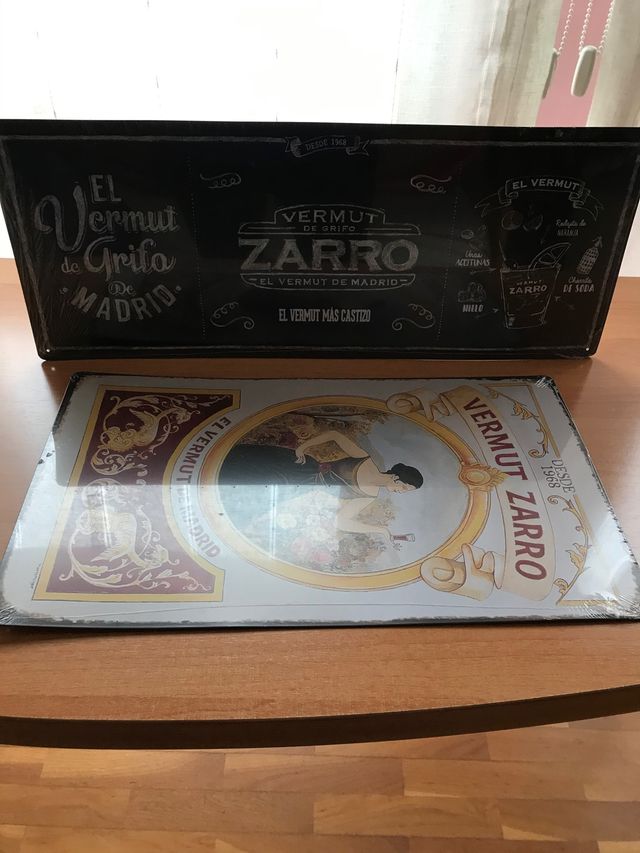 DESDE 1968
EL
Vermut
de Grifo
De
MADRID.
VERMUT
DE GRIFO
ZARRO
EL VERMUT DE MADRID
EL VERMUT MÁS CASTIZO
EL VERMUT
Rodajita de
NARANJA
Unas
ACEITUNAS
Chorrito
DE SODA
HIELO
VERMUT
ZARRO
VERMUT ZARRO
DESDE
1968
EL VERMUT DE MADRID